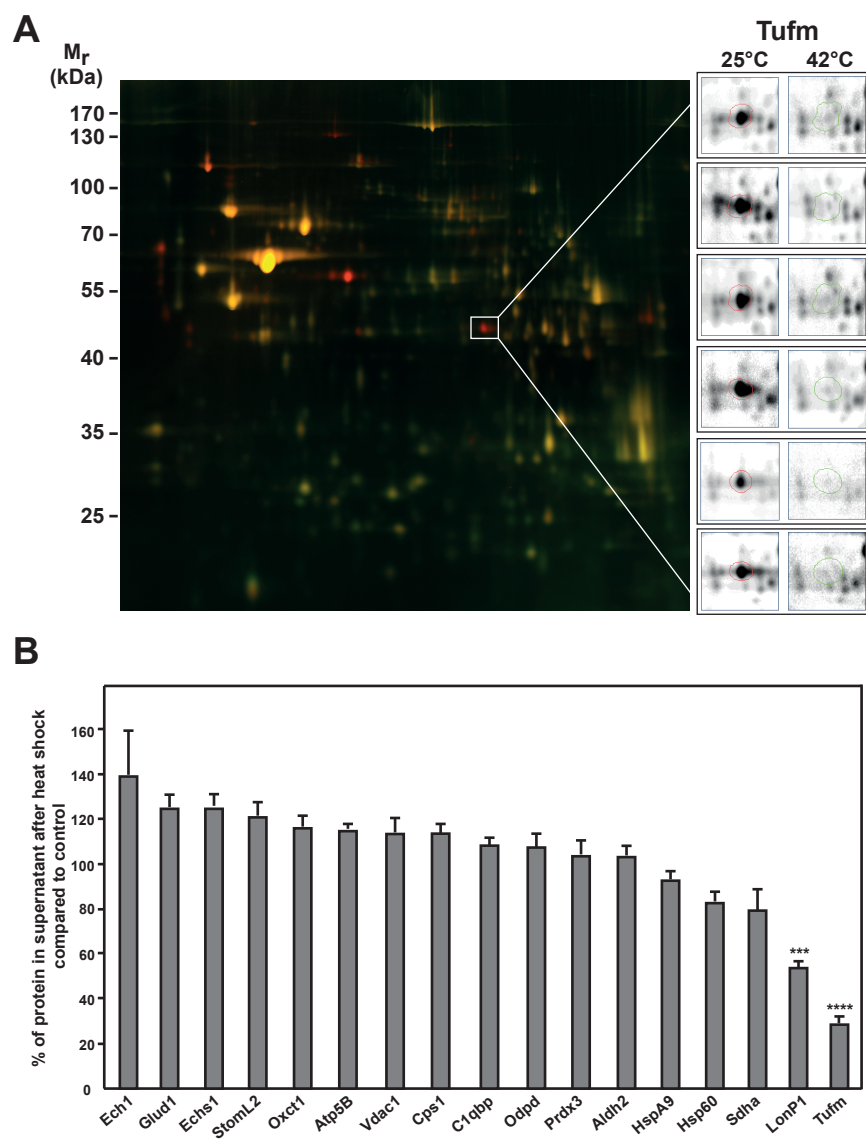 A
Tufm
Mr
(kDa)
25°C 42°C
170
130
100
70
55
40
35
25
B
% of protein in supernatant after heat shock
compared to control
160
140
120
100
80
60
40
20
0
***
****
Ech1 Glud1 Echs1 StomL2 Oxct1 Atp5B Vdac1 Cps1 C1qbp Odpd Prdx3 Aldh2 HspA9 Hsp60 Sdha LonP1 Tufm